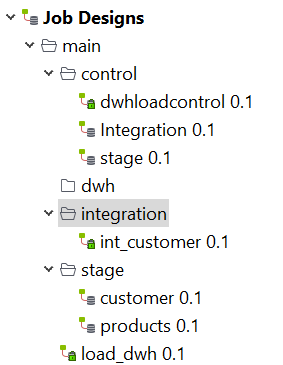 Job Designs
main
control
dwhloadcontrol 0.1
Integration 0.1
stage 0.1
dwh
integration
int_customer 0.1
stage
customer 0.1
products 0.1
load_dwh 0.1